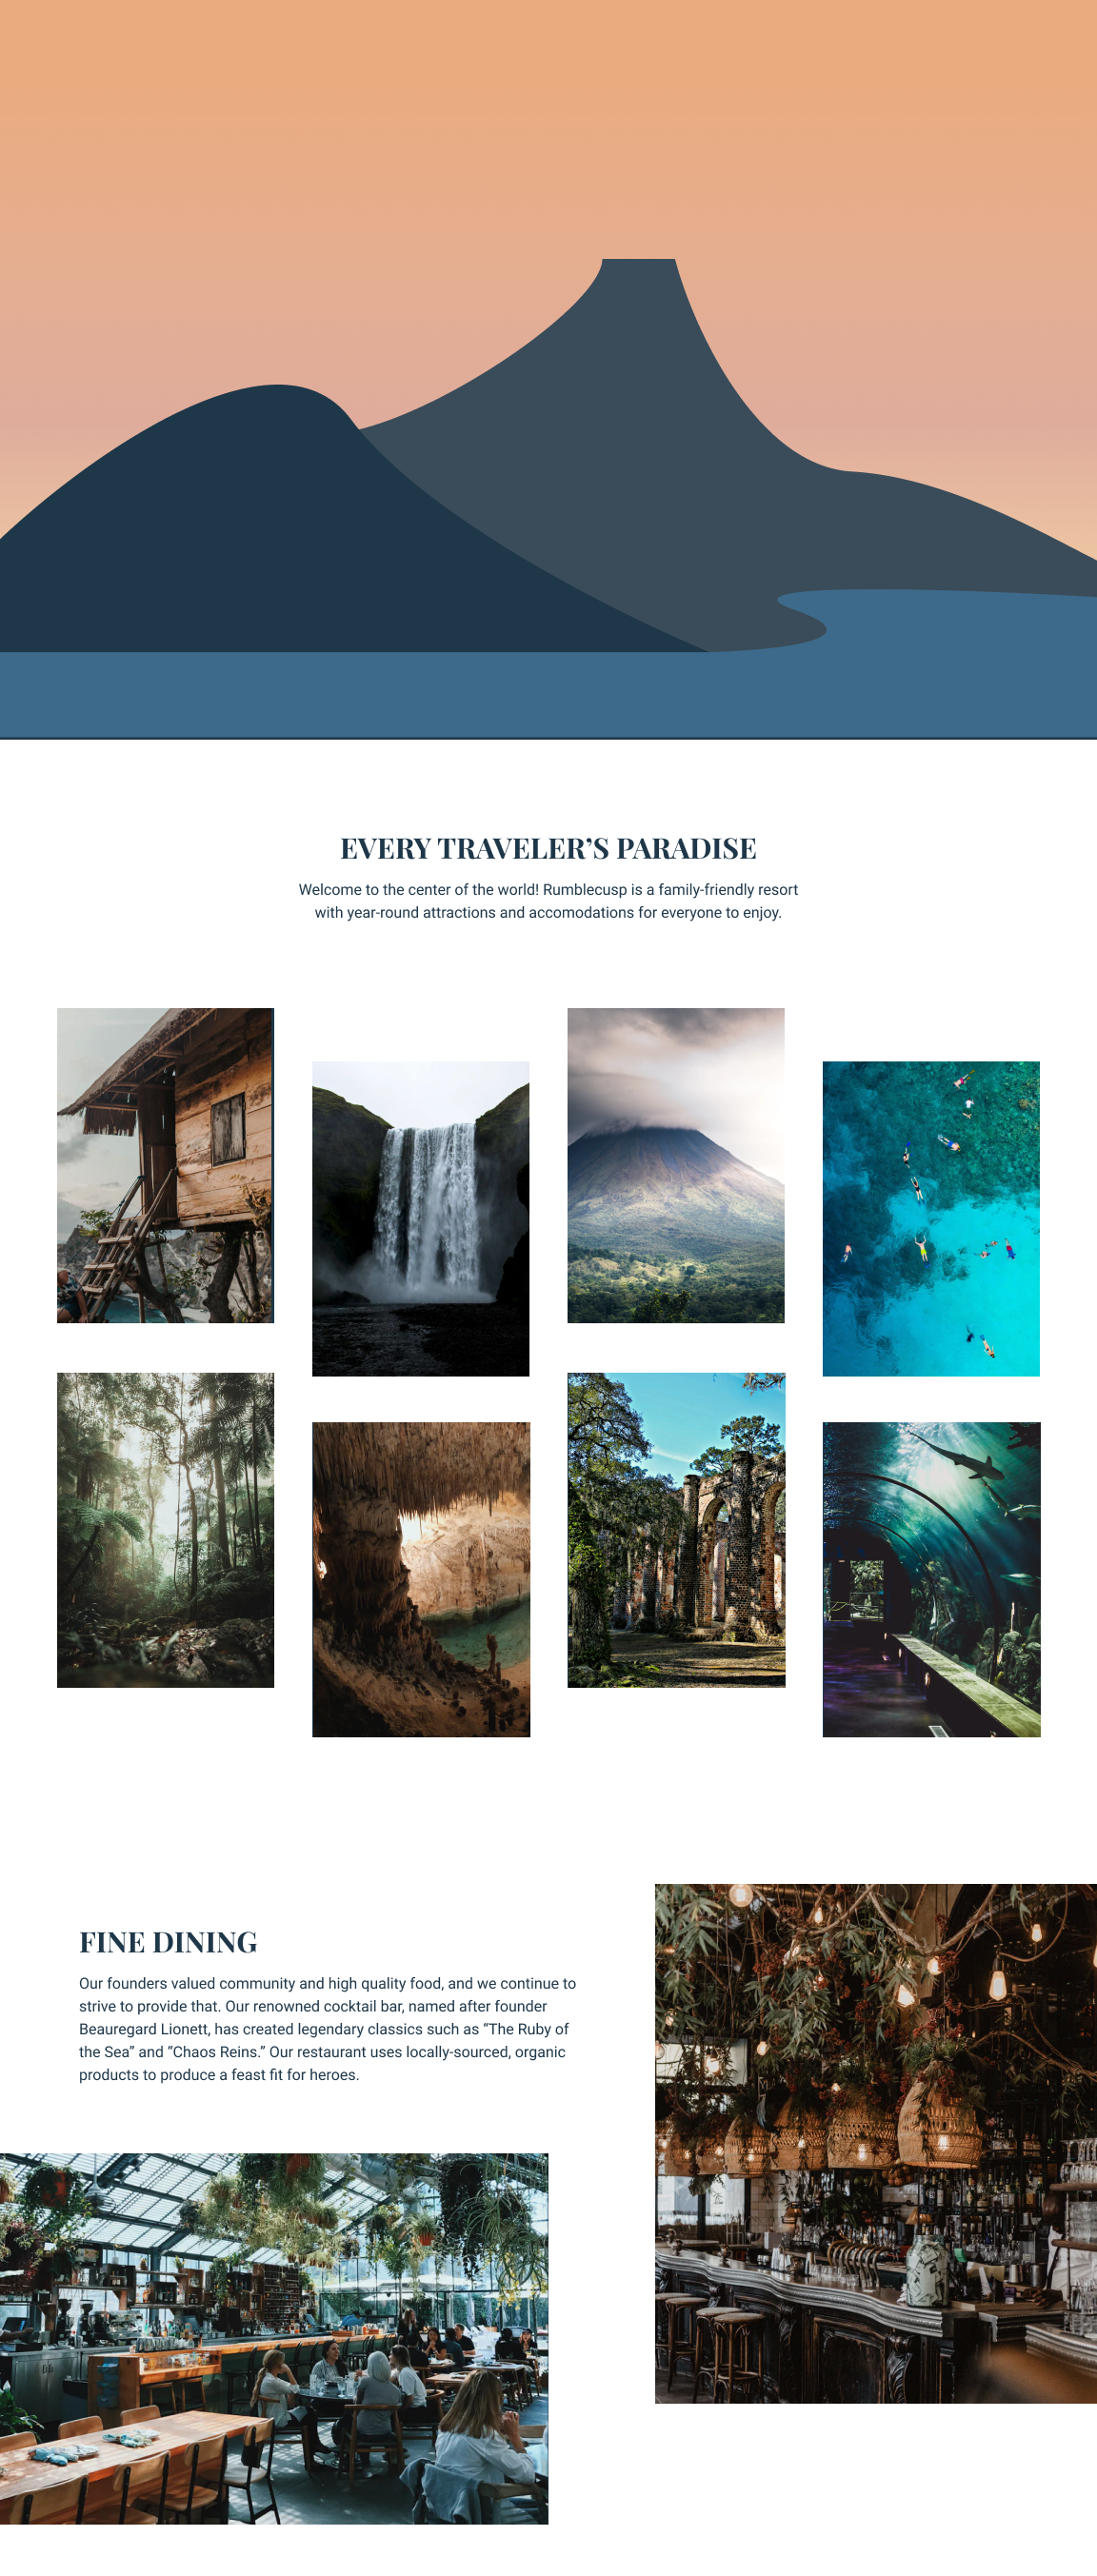 EVERY TRAVELER’S PARADISE
Welcome to the center of the world! Rumblecusp is a family-friendly resort
with year-round attractions and accomodations for everyone to enjoy.
FINE DINING
Our founders valued community and high quality food, and we continue to
strive to provide that. Our renowned cocktail bar, named after founder
Beauregard Lionett, has created legendary classics such as “The Ruby of
the Sea” and “Chaos Reins.” Our restaurant uses locally-sourced, organic
products to produce a feast fit for heroes.